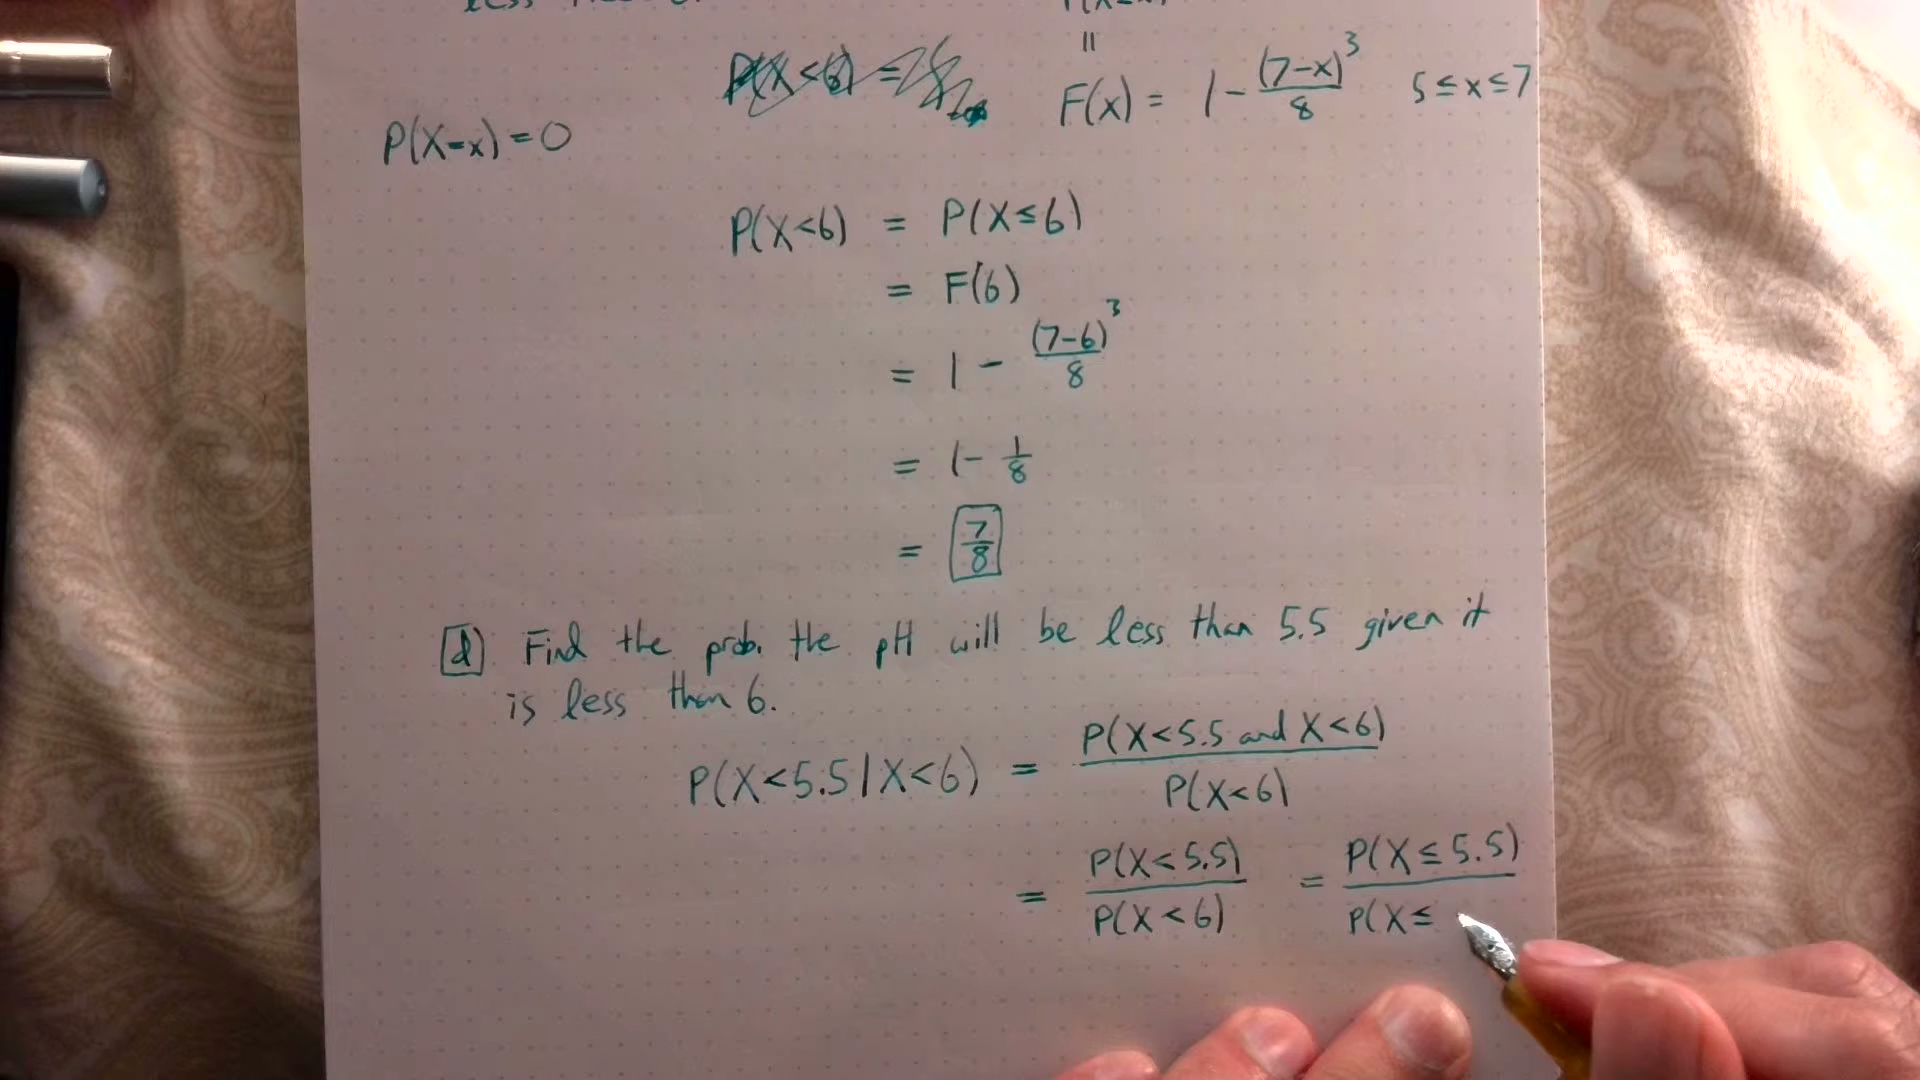 P(X<6) =
||
F(x) = 1 - (7-x)³/8   5 ≤ x ≤ 7
P(X=x) = 0
P(X<6) = P(X≤6)
= F(6)
= 1 - (7-6)³/8
= 1 - 1/8
= 7/8
d) Find the prob. the pH will be less than 5.5 given it
is less than 6.
P(X<5.5|X<6) = P(X<5.5 and X<6)/P(X<6)
= P(X<5.5)/P(X<6) = P(X≤5.5)/P(X≤